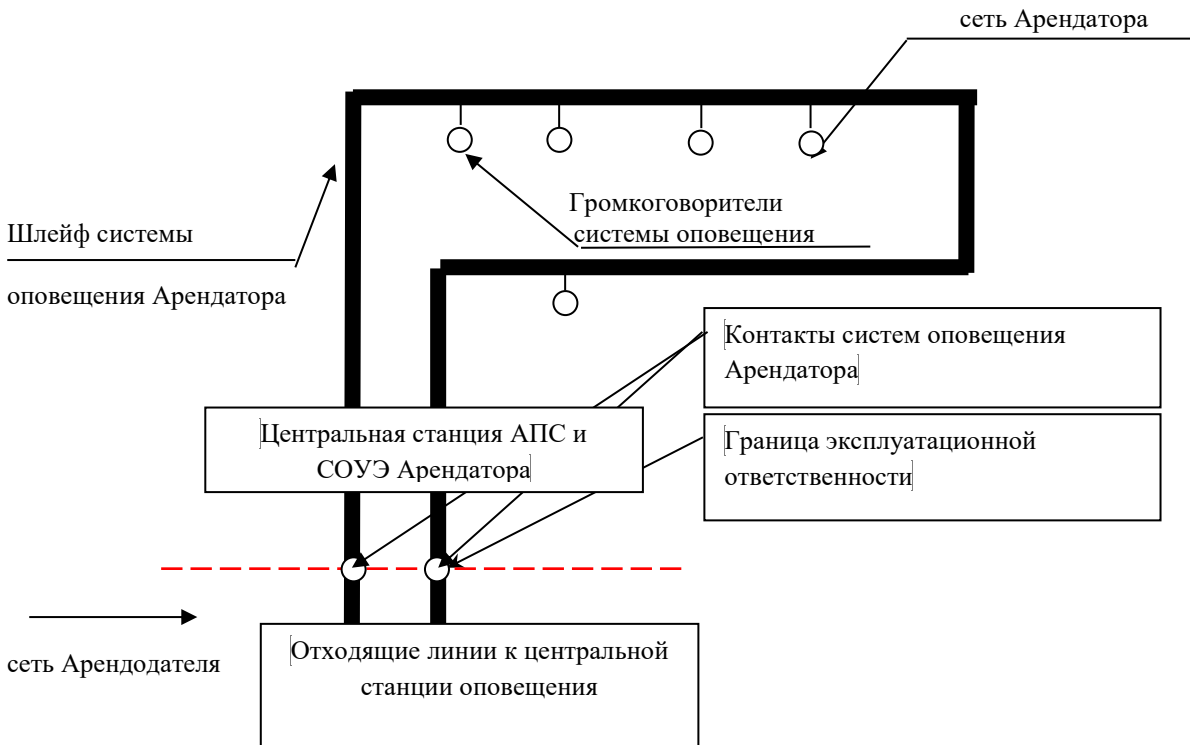 сеть Арендатора
Громкоговорители
системы оповещения
Шлейф системы
оповещения Арендатора
Контакты систем оповещения
Арендатора
Центральная станция АПС и
СОУЭ Арендатора
Граница эксплуатационной
ответственности
сеть Арендодателя
Отходящие линии к центральной
станции оповещения